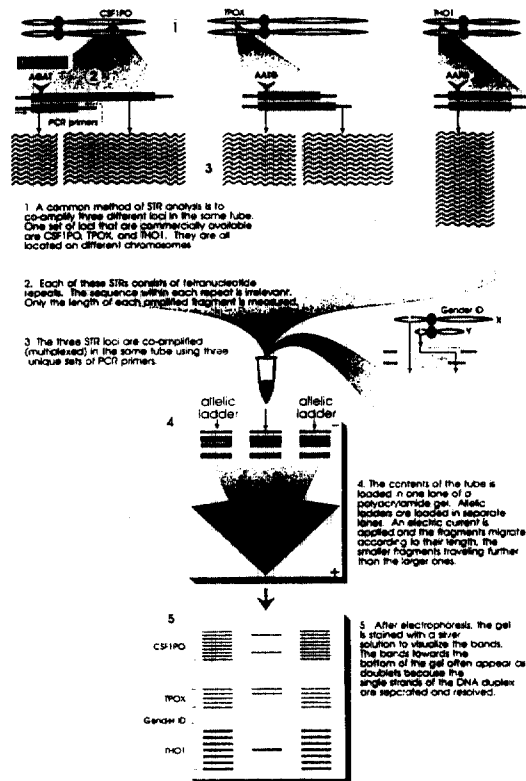 CSF1PO
1
TPOX
THO1
AGAT
2
AATG
AATG
PCR primers
3
1 A common method of STR analysis is to
co-amplify three different loci in the same tube.
One set of loci that are commercially available
are CSF1PO, TPOX, and THO1. They are all
located on different chromosomes
2. Each of these STRs consists of tetranucleotide
repeats. The sequence within each repeat is irrelevant.
Only the length of each amplified fragment is measured
3 The three STR loci are co-amplified
(multiplexed) in the same tube using three
unique sets of PCR primers.
Gender ID
X
Y
allelic
ladder
allelic
ladder
4
–
+
4. The contents of the tube is
loaded in one lane of a
polyacrylamide gel. Allelic
ladders are loaded in separate
lanes. An electric current is
applied and the fragments migrate
according to their length, the
smaller fragments traveling further
than the larger ones.
5
CSF1PO
TPOX
Gender ID
THO1
5 After electrophoresis, the gel
is stained with a silver
solution to visualize the bands.
The bands towards the
bottom of the gel often appear as
doublets because the
single strands of the DNA duplex
are separated and resolved.